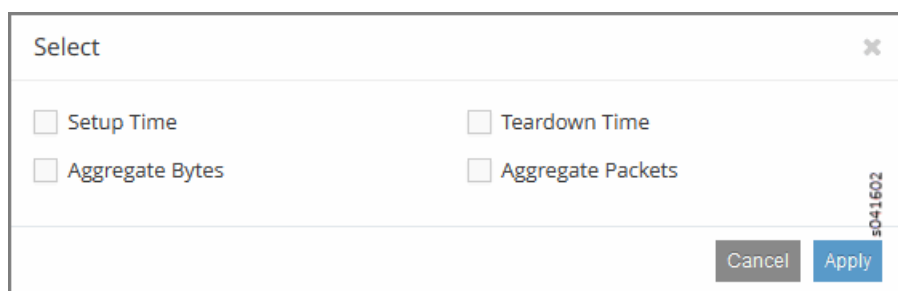 Select
Setup Time
Teardown Time
Aggregate Bytes
Aggregate Packets
s041602
Cancel
Apply